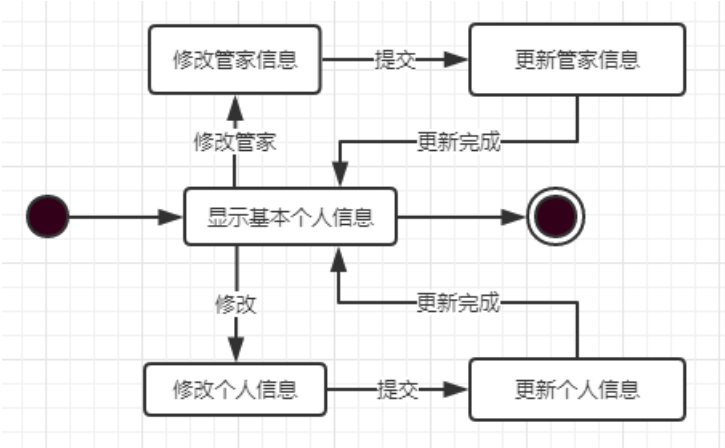 修改管家信息
提交
更新管家信息
修改管家
更新完成
显示基本个人信息
修改
更新完成
修改个人信息
提交
更新个人信息